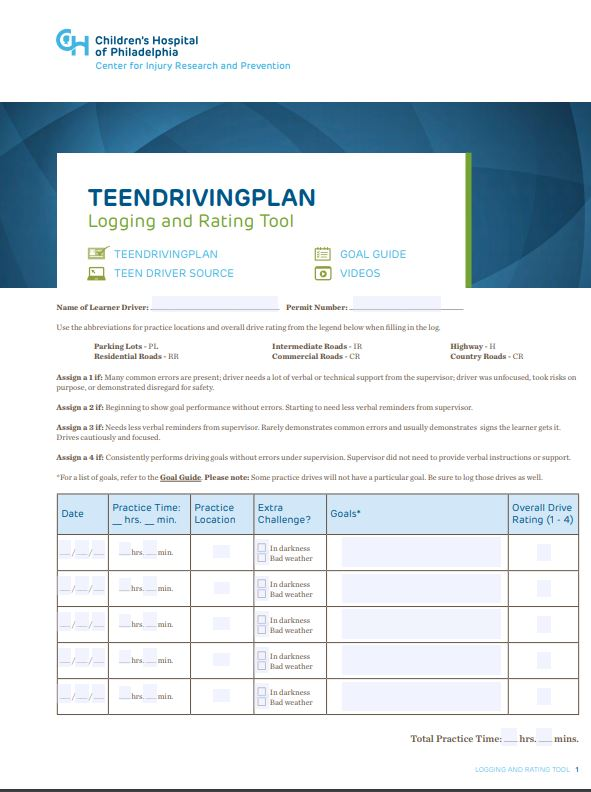 Children's Hospital
of Philadelphia
Center for Injury Research and Prevention
TEENDRIVINGPLAN
Logging and Rating Tool
TEENDRIVINGPLAN GOAL GUIDE
TEEN DRIVER SOURCE VIDEOS
Name of Learner Driver: Permit Number:
Use the abbreviations for practice locations and overall drive rating from the legend below when filling in the log.
Parking Lots - PL Intermediate Roads - IR Highway - H
Residential Roads - RR Commercial Roads - CR Country Roads - CR
Assign a 1 if: Many common errors are present; driver needs a lot of verbal or technical support from the supervisor; driver was unfocused, took risks on
purpose, or demonstrated disregard for safety.
Assign a 2 if: Beginning to show goal performance without errors. Starting to need less verbal reminders from supervisor.
Assign a 3 if: Needs less verbal reminders from supervisor. Rarely demonstrates common errors and usually demonstrates signs the learner gets it.
Drives cautiously and focused.
Assign a 4 if: Consistently performs driving goals without errors under supervision. Supervisor did not need to provide verbal instructions or support.
*For a list of goals, refer to the Goal Guide. Please note: Some practice drives will not have a particular goal. Be sure to log those drives as well.
Date Practice Time: Practice Extra Goals* Overall Drive
__ hrs. __ min. Location Challenge? Rating (1 - 4)
__/__/__ __hrs.__min. In darkness
Bad weather
__/__/__ __hrs.__min. In darkness
Bad weather
__/__/__ __hrs.__min. In darkness
Bad weather
__/__/__ __hrs.__min. In darkness
Bad weather
__/__/__ __hrs.__min. In darkness
Bad weather
Total Practice Time:__ hrs.__ mins.
LOGGING AND RATING TOOL 1